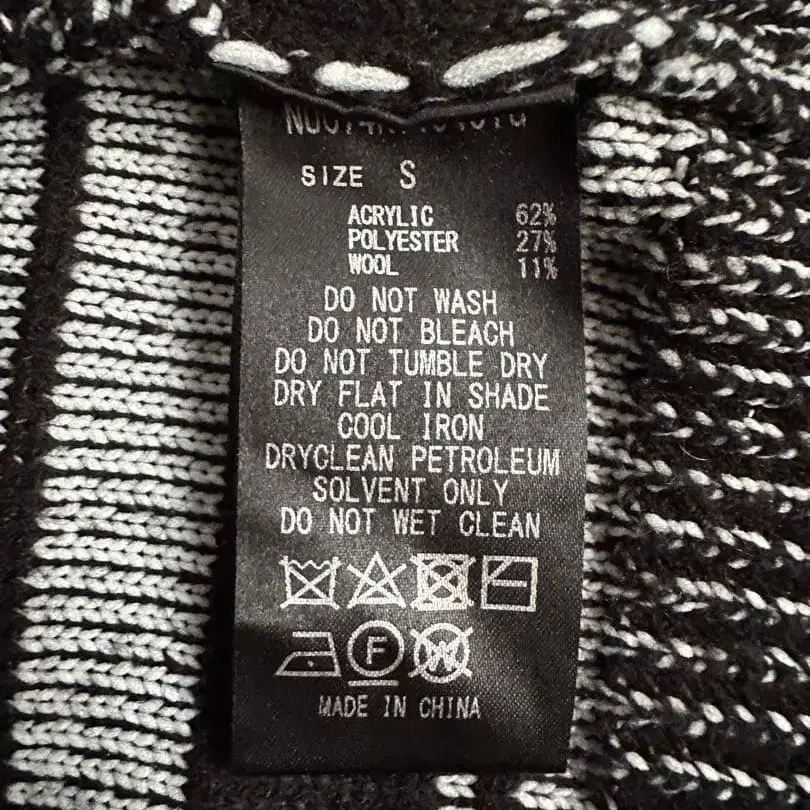 SIZE S
ACRYLIC 62%
POLYESTER 27%
WOOL 11%
DO NOT WASH
DO NOT BLEACH
DO NOT TUMBLE DRY
DRY FLAT IN SHADE
COOL IRON
DRYCLEAN PETROLEUM
SOLVENT ONLY
DO NOT WET CLEAN
F W
MADE IN CHINA